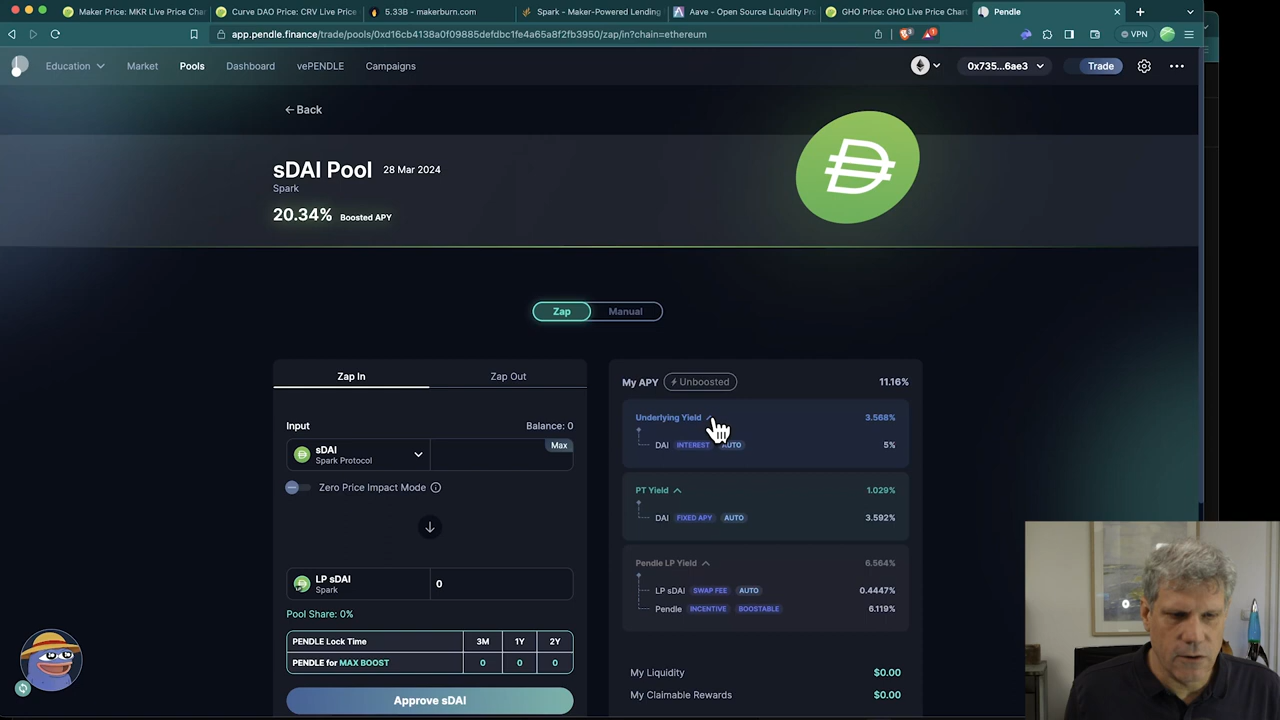 Maker Price: MKR Live Price Cha
Curve DAO Price: CRV Live Price
5.33B - makerburn.com
Spark - Maker-Powered Lending
Aave - Open Source Liquidity Pr
GHO Price: GHO Live Price Chart
Pendle
app.pendle.finance/trade/pools/0xd16cb4138a0f09885defdbc1fe4a65a8f2fb3950/zap/in?chain=ethereum
VPN
Education
Market
Pools
Dashboard
vePENDLE
Campaigns
0x735...6ae3
Trade
Back
sDAI Pool 28 Mar 2024
Spark
20.34% Boosted APY
Zap
Manual
Zap In
Zap Out
Input
Balance: 0
sDAI
Spark Protocol
Max
Zero Price Impact Mode
LP sDAI
Spark
0
Pool Share: 0%
PENDLE Lock Time 3M 1Y 2Y
PENDLE for MAX BOOST 0 0 0
Approve sDAI
My APY Unboosted 11.16%
Underlying Yield 3.568%
DAI INTEREST AUTO 5%
PT Yield 1.029%
DAI FIXED APY AUTO 3.592%
Pendle LP Yield 6.564%
LP sDAI SWAP FEE AUTO 0.4447%
Pendle INCENTIVE BOOSTABLE 6.119%
My Liquidity $0.00
My Claimable Rewards $0.00